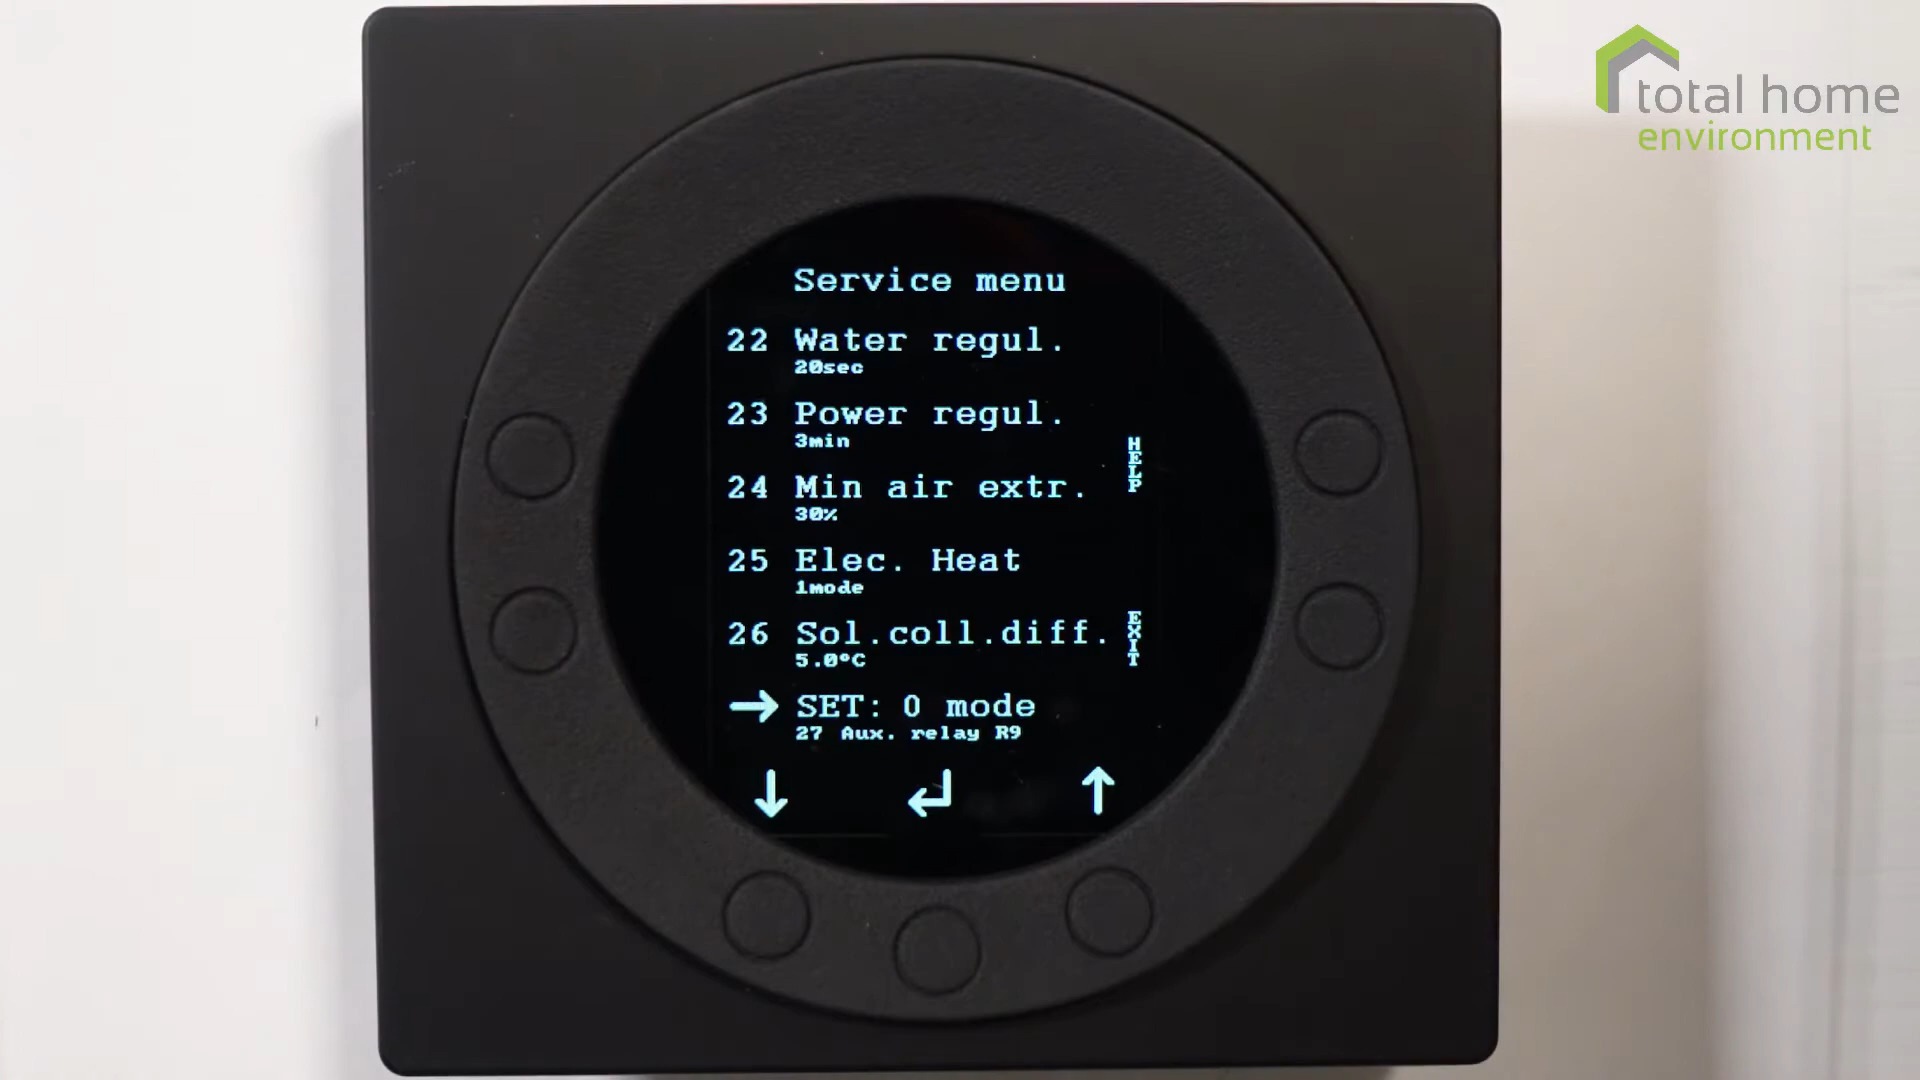 total home
environment
Service menu
22 Water regul.
20sec
23 Power regul.
3min
24 Min air extr.
30%
HELP
25 Elec. Heat
1mode
26 Sol.coll.diff.
5.0°C
EXIT
→ SET: 0 mode
27 Aux. relay R9
↓ ↵ ↑